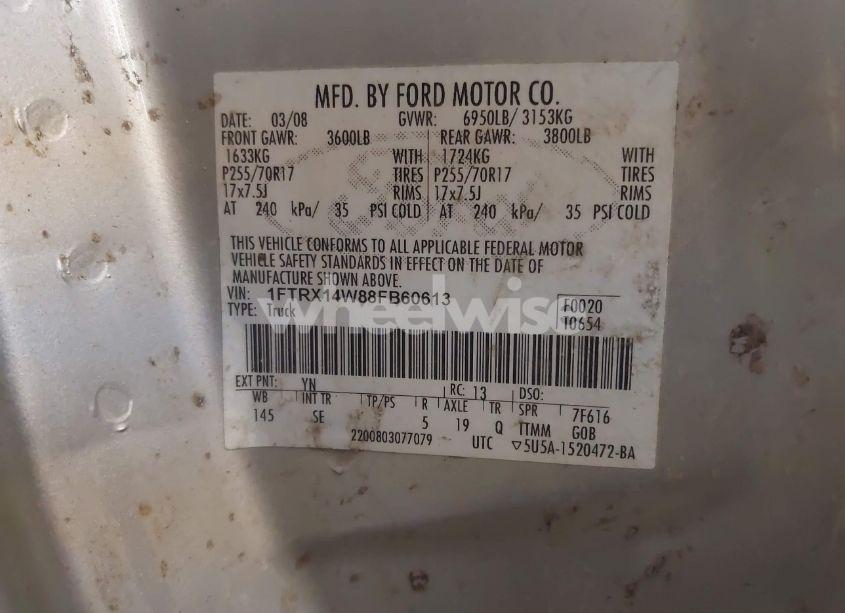 MFD. BY FORD MOTOR CO.
DATE: 03/08 GVWR: 6950LB/ 3153KG
FRONT GAWR: 3600LB REAR GAWR: 3800LB
1633KG WITH 1724KG WITH
P255/70R17 TIRES P255/70R17 TIRES
17x7.5J RIMS 17x7.5J RIMS
AT 240 kPa/ 35 PSI COLD AT 240 kPa/ 35 PSI COLD
THIS VEHICLE CONFORMS TO ALL APPLICABLE FEDERAL MOTOR
VEHICLE SAFETY STANDARDS IN EFFECT ON THE DATE OF
MANUFACTURE SHOWN ABOVE.
VIN: 1FTRX14W88FB60613 F0020
TYPE: Truck T0654
wheelwise
EXT PNT: YN RC: 13 DSO:
WB INT TR TP/PS R AXLE TR SPR 7F616
145 SE 5 19 Q TTMM GOB
2200803077079 UTC ▽5U5A-1520472-BA